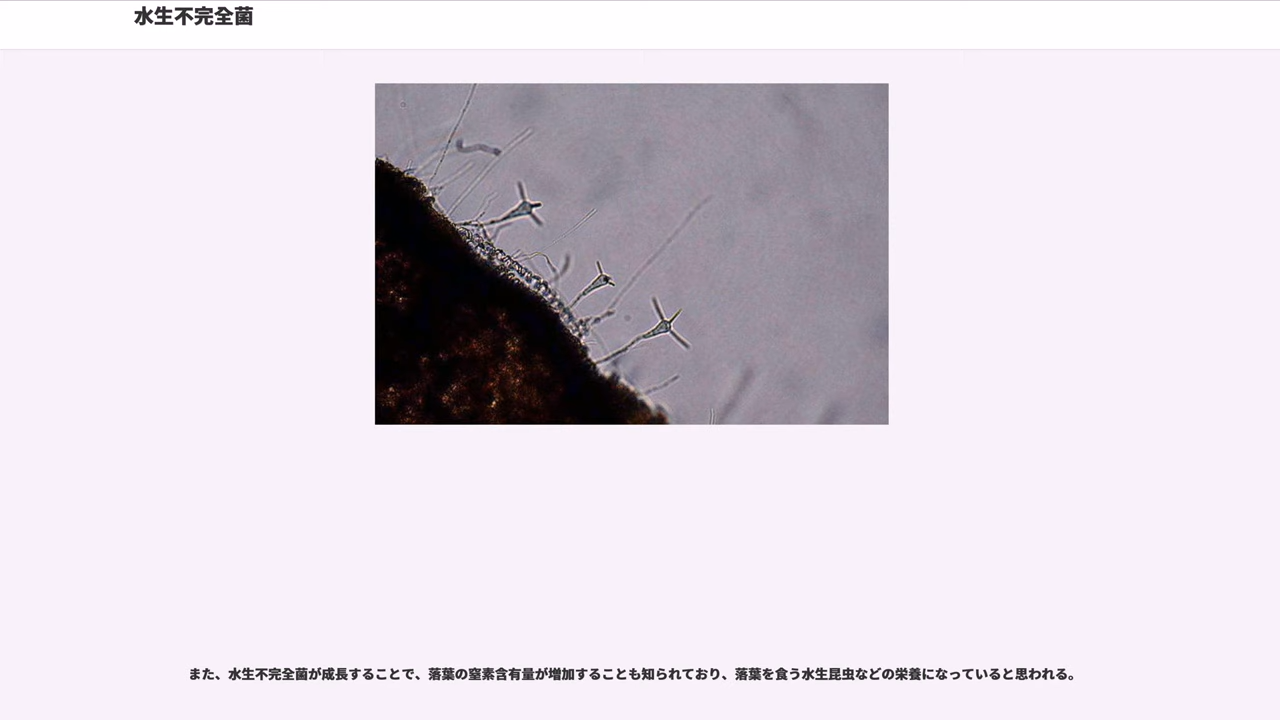 水生不完全菌
また、水生不完全菌が成長することで、落葉の窒素含有量が増加することも知られており、落葉を食う水生昆虫などの栄養になっていると思われる。